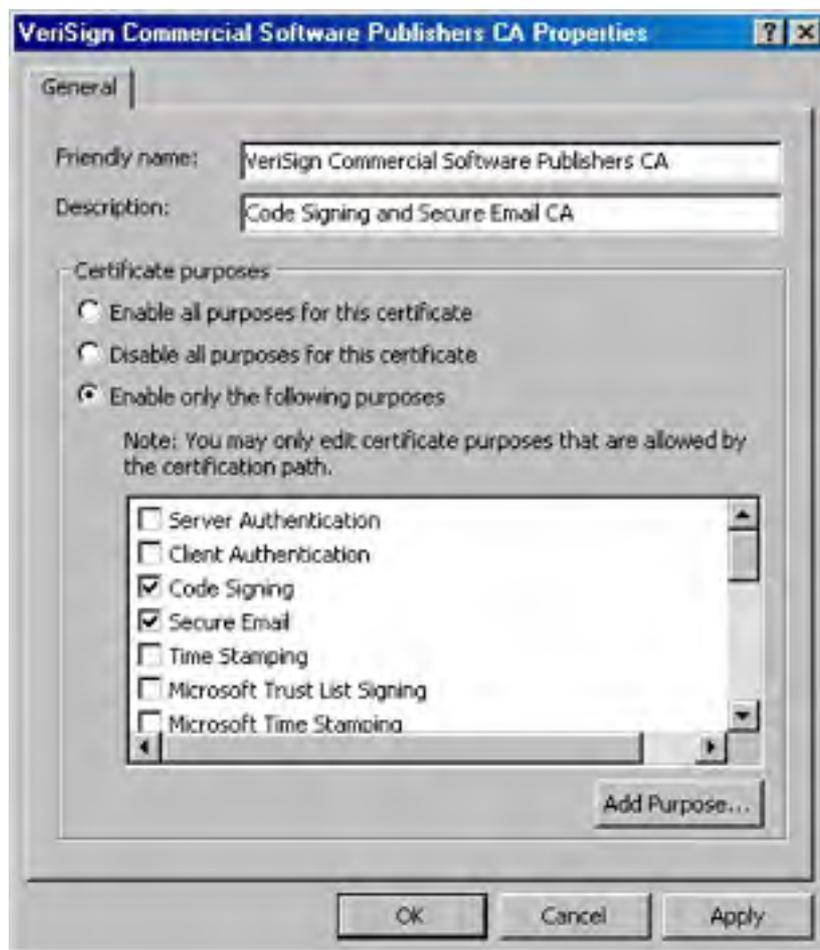 VeriSign Commercial Software Publishers CA Properties
General
Friendly name: VeriSign Commercial Software Publishers CA
Description: Code Signing and Secure Email CA
Certificate purposes
Enable all purposes for this certificate
Disable all purposes for this certificate
Enable only the following purposes
Note: You may only edit certificate purposes that are allowed by
the certification path.
Server Authentication
Client Authentication
Code Signing
Secure Email
Time Stamping
Microsoft Trust List Signing
Microsoft Time Stamping
Add Purpose...
OK Cancel Apply